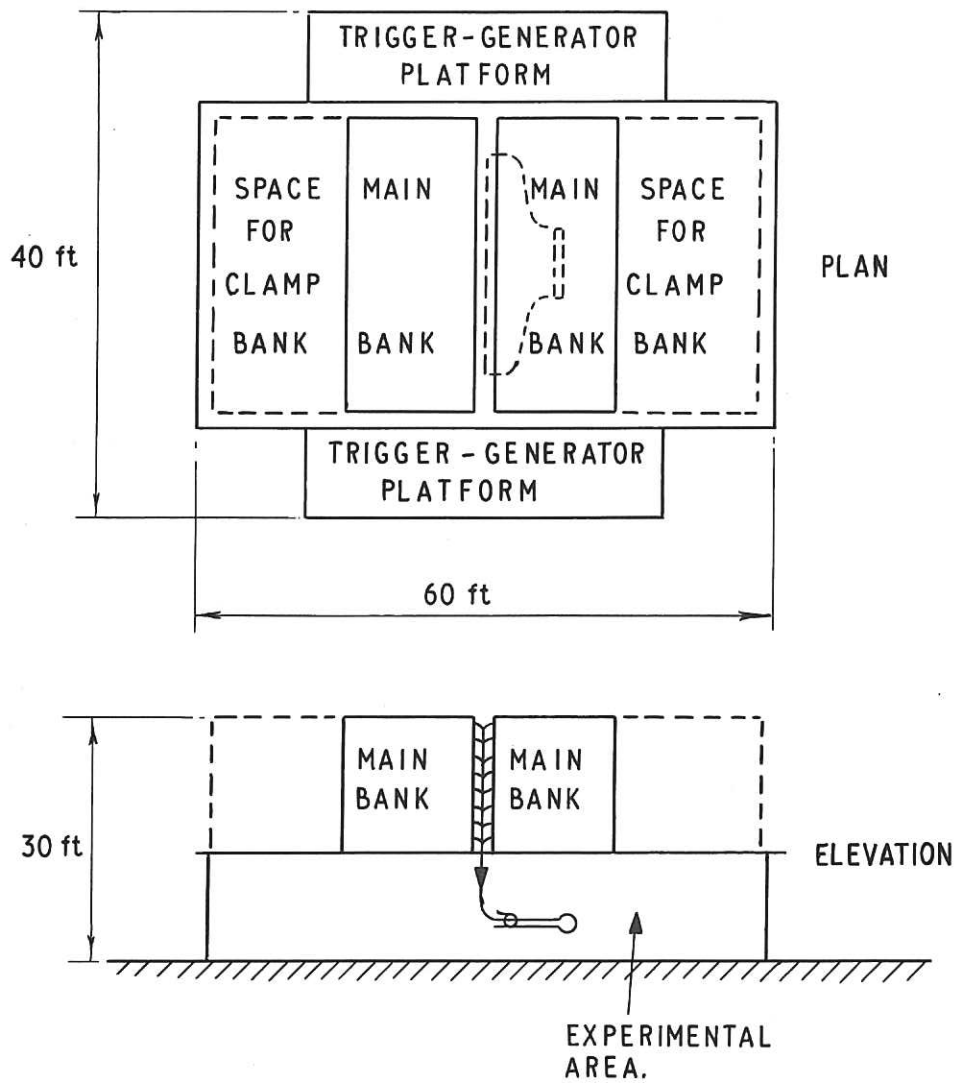 TRIGGER-GENERATOR
PLATFORM
SPACE
FOR
CLAMP
BANK
MAIN
BANK
MAIN
BANK
SPACE
FOR
CLAMP
BANK
40 ft
PLAN
TRIGGER - GENERATOR
PLATFORM
60 ft
MAIN
BANK
MAIN
BANK
30 ft
ELEVATION
EXPERIMENTAL
AREA.